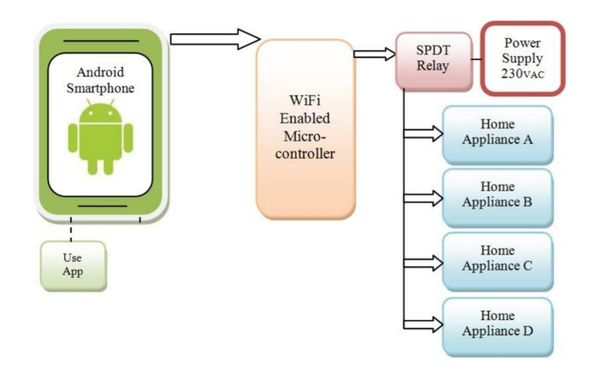 Android
Smartphone
Use
App
WiFi
Enabled
Micro-
controller
SPDT
Relay
Power
Supply
230VAC
Home
Appliance A
Home
Appliance B
Home
Appliance C
Home
Appliance D